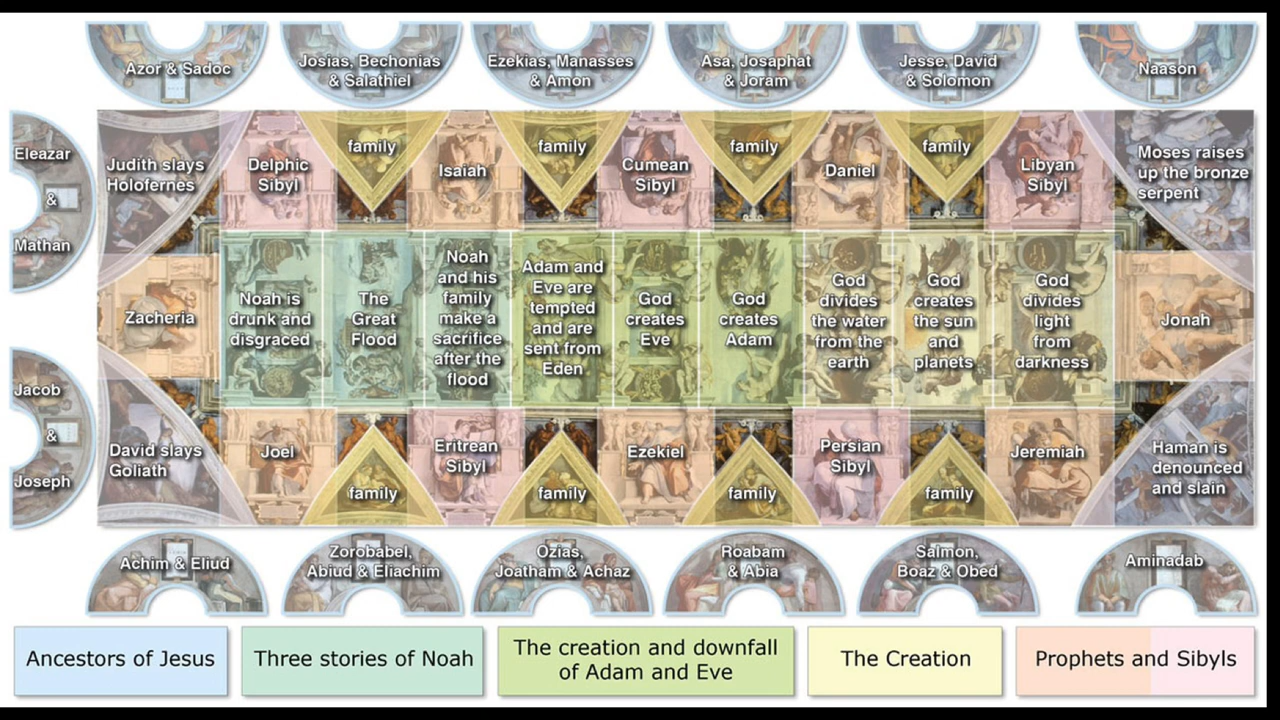 Azor & Sadoc
Josias, Bechonias
& Salathiel
Ezekias, Manasses
& Amon
Asa, Josaphat
& Joram
Jesse, David
& Solomon
Naason
Eleazar
&
Mathan
Judith slays
Holofernes
Delphic
Sibyl
family
Isaiah
family
Cumean
Sibyl
family
Daniel
family
Libyan
Sibyl
Moses raises
up the bronze
serpent
Zacheria
Noah is
drunk and
disgraced
The
Great
Flood
Noah
and his
family
make a
sacrifice
after the
flood
Adam and
Eve are
tempted
and are
sent from
Eden
God
creates
Eve
God
creates
Adam
God
divides
the water
from the
earth
God
creates
the sun
and
planets
God
divides
light
from
darkness
Jonah
Jacob
&
Joseph
David slays
Goliath
Joel
family
Eritrean
Sibyl
family
Ezekiel
family
Persian
Sibyl
family
Jeremiah
Haman is
denounced
and slain
Achim & Eliud
Zorobabel,
Abiud & Eliachim
Ozias,
Joatham & Achaz
Roabam
& Abia
Salmon,
Boaz & Obed
Aminadab
Ancestors of Jesus
Three stories of Noah
The creation and downfall
of Adam and Eve
The Creation
Prophets and Sibyls